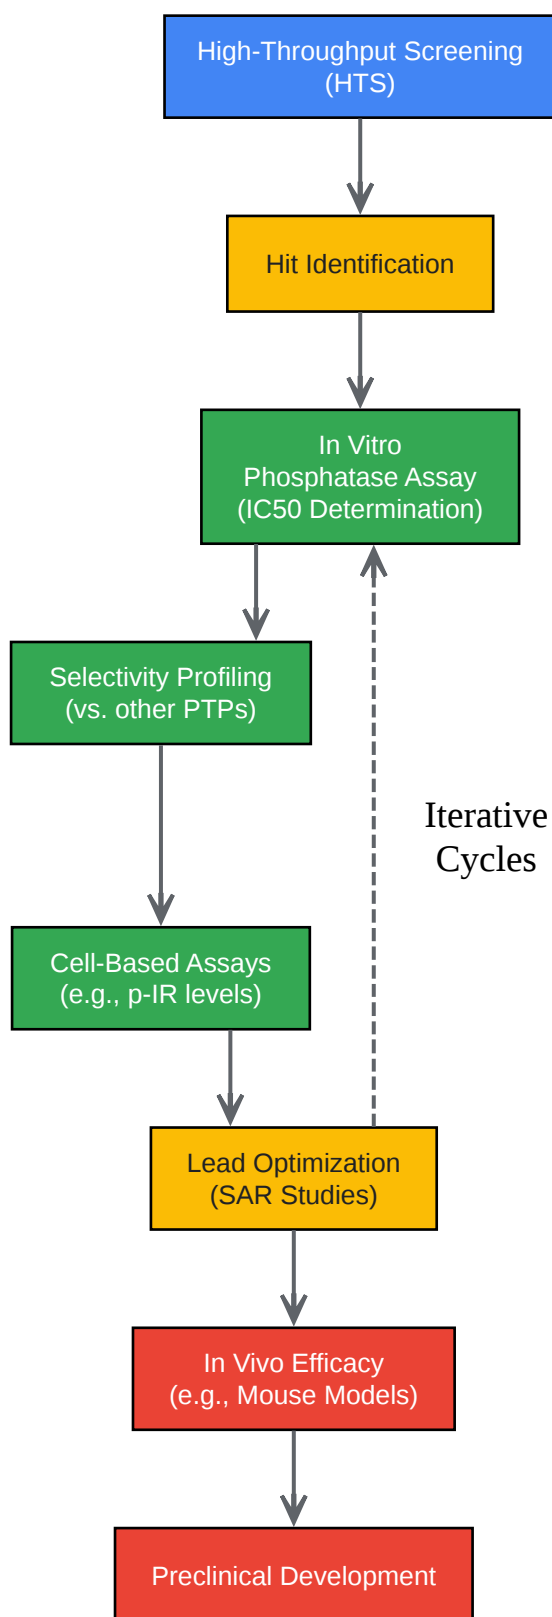 High-Throughput Screening
(HTS)
Hit Identification
In Vitro
Phosphatase Assay
(IC50 Determination)
Selectivity Profiling
(vs. other PTPs)
Iterative
Cycles
Cell-Based Assays
(e.g., p-IR levels)
Lead Optimization
(SAR Studies)
In Vivo Efficacy
(e.g., Mouse Models)
Preclinical Development